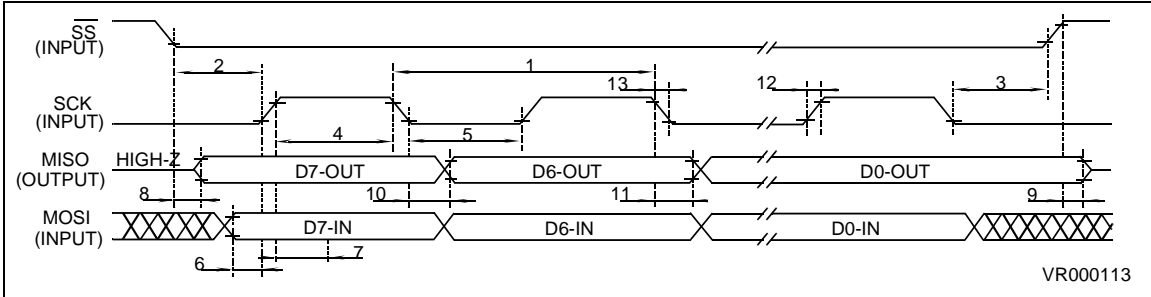 SS
(INPUT)
2
1
13
12
3
SCK
(INPUT)
4
5
MISO
(OUTPUT)
HIGH-Z
D7-OUT
D6-OUT
D0-OUT
8
10
11
9
MOSI
(INPUT)
D7-IN
D6-IN
D0-IN
6
7
VR000113